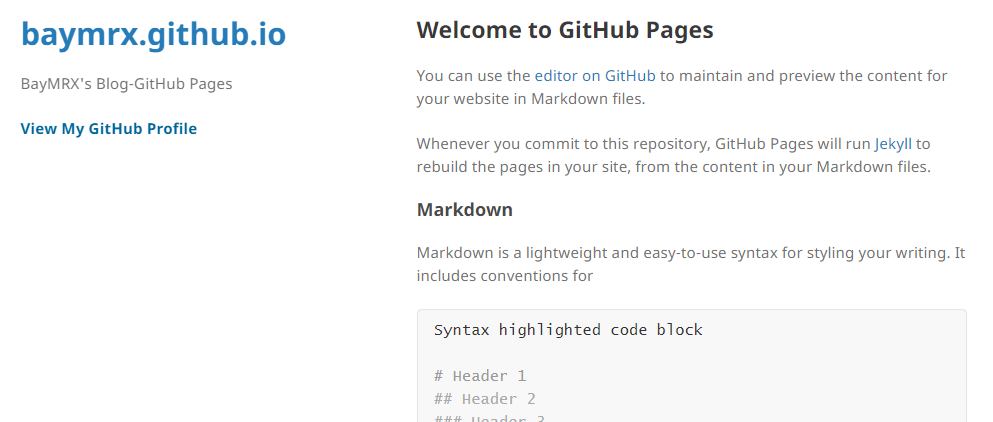 baymrx.github.io
BayMRX's Blog-GitHub Pages
View My GitHub Profile
Welcome to GitHub Pages
You can use the editor on GitHub to maintain and preview the content for
your website in Markdown files.
Whenever you commit to this repository, GitHub Pages will run Jekyll to
rebuild the pages in your site, from the content in your Markdown files.
Markdown
Markdown is a lightweight and easy-to-use syntax for styling your writing. It
includes conventions for
Syntax highlighted code block
# Header 1
## Header 2
### Header 3